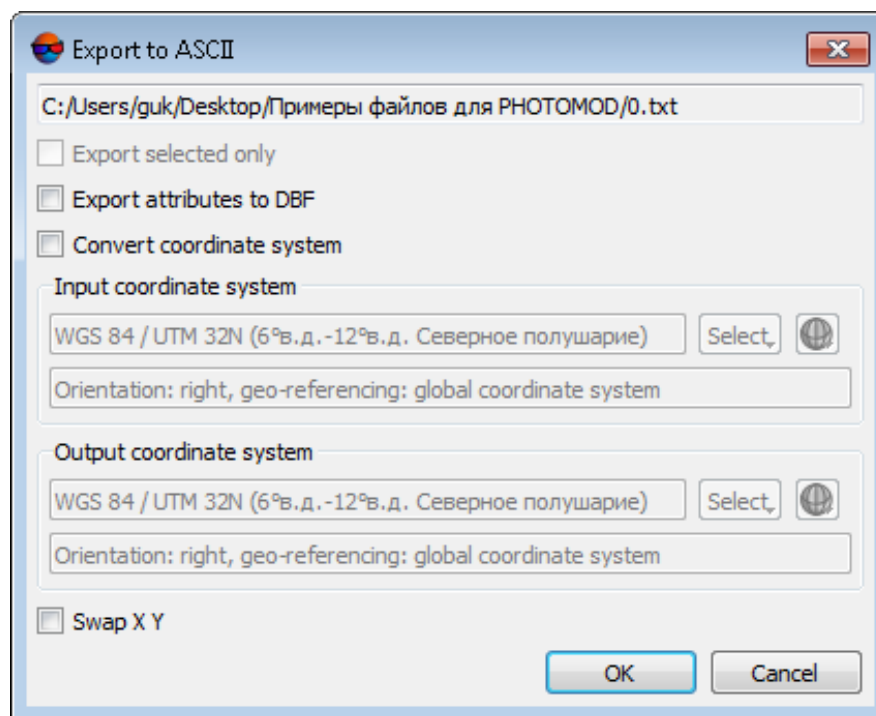 Export to ASCII
C:/Users/guk/Desktop/Примеры файлов для PHOTOMOD/0.txt
Export selected only
Export attributes to DBF
Convert coordinate system
Input coordinate system
WGS 84 / UTM 32N (6°в.д.-12°в.д. Северное полушарие) Select
Orientation: right, geo-referencing: global coordinate system
Output coordinate system
WGS 84 / UTM 32N (6°в.д.-12°в.д. Северное полушарие) Select
Orientation: right, geo-referencing: global coordinate system
Swap X Y
OK Cancel